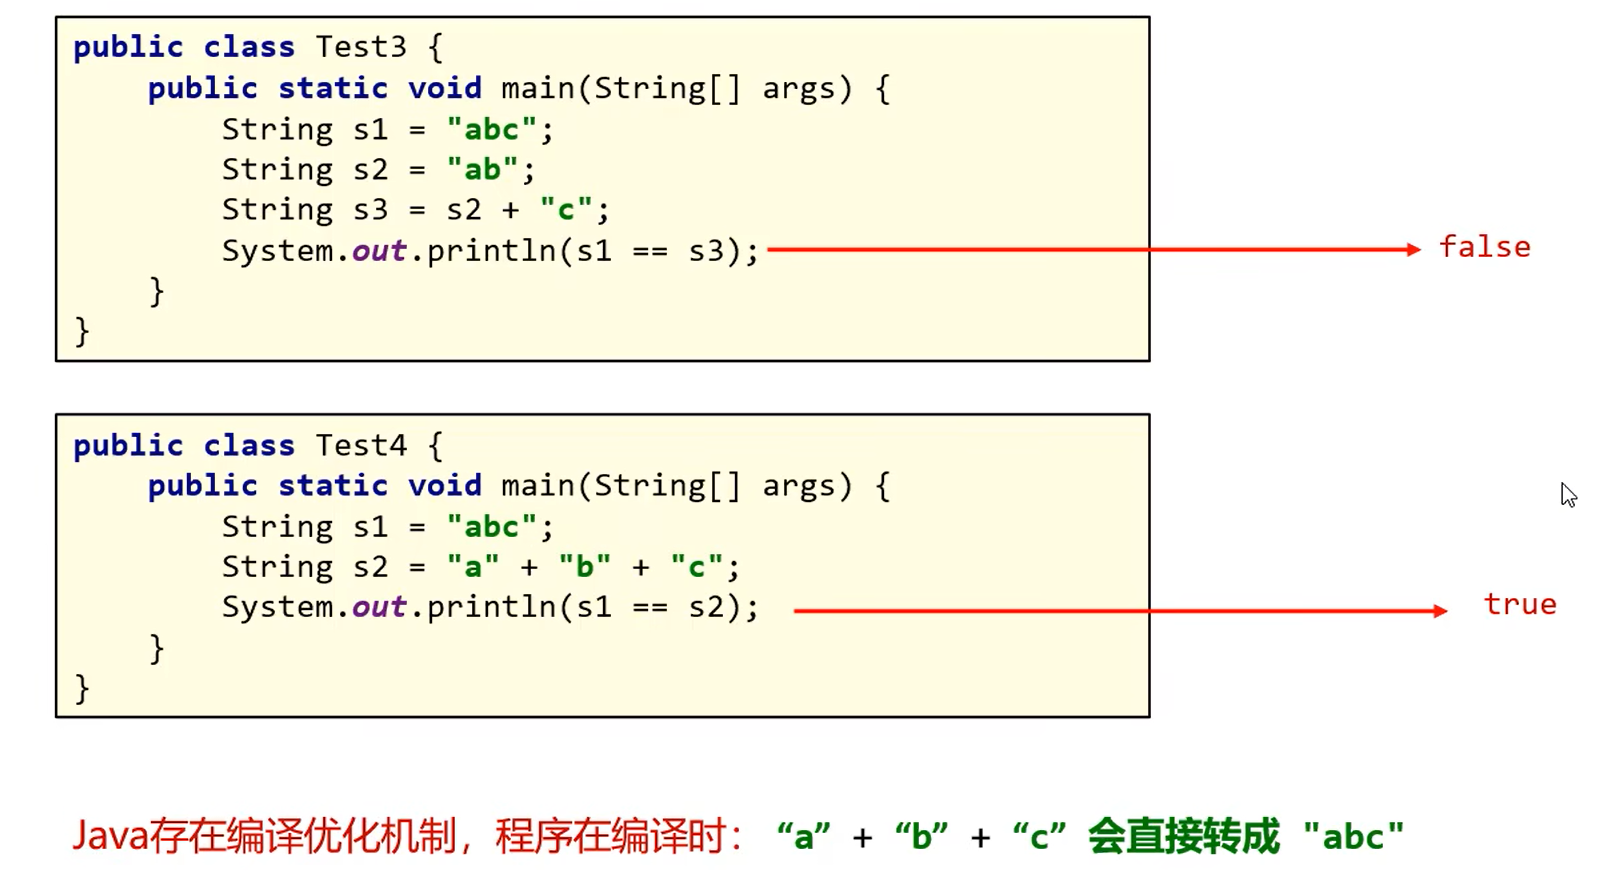 public class Test3 {
public static void main(String[] args) {
String s1 = "abc";
String s2 = "ab";
String s3 = s2 + "c";
System.out.println(s1 == s3);
false
}
}
public class Test4 {
public static void main(String[] args) {
String s1 = "abc";
String s2 = "a" + "b" + "c";
System.out.println(s1 == s2);
true
}
}
Java存在编译优化机制，程序在编译时： “a” + “b” + “c” 会直接转成 "abc"